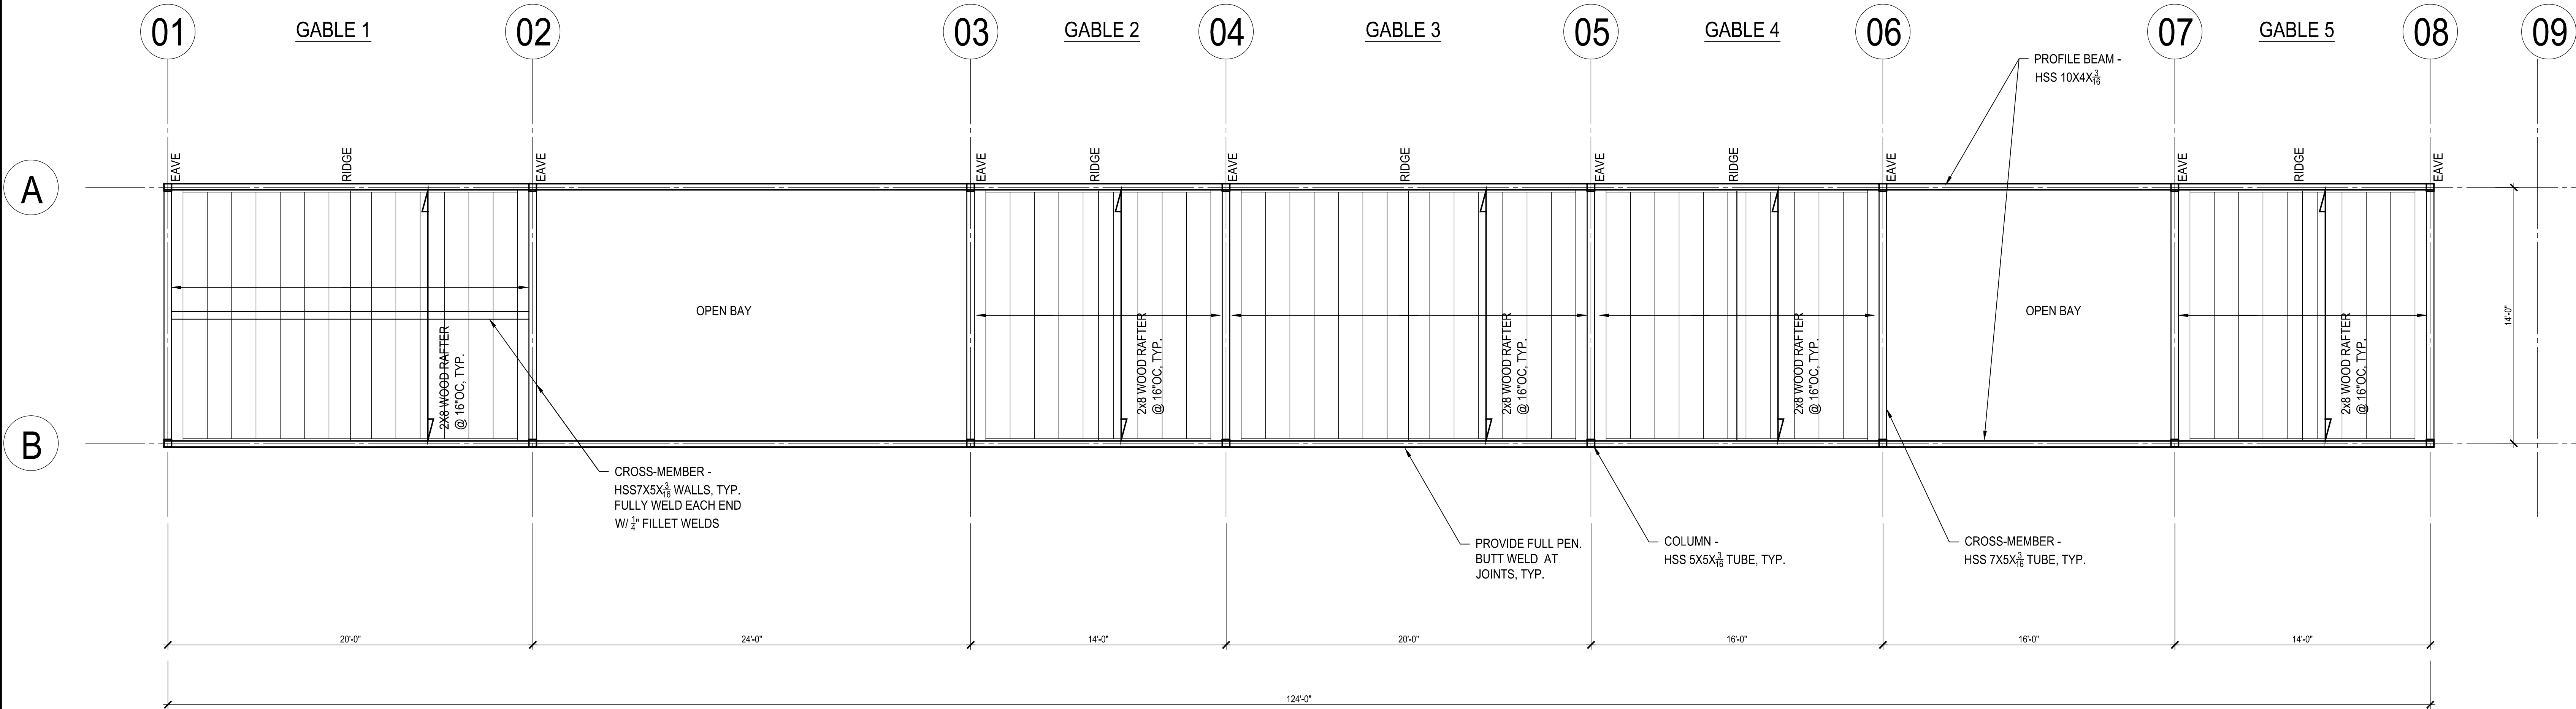 01
GABLE 1
02
03
GABLE 2
04
GABLE 3
05
GABLE 4
06
07
GABLE 5
08
09
PROFILE BEAM -
HSS 10X4X3/16
A
EAVE
RIDGE
EAVE
EAVE
RIDGE
EAVE
RIDGE
EAVE
RIDGE
EAVE
EAVE
RIDGE
EAVE
OPEN BAY
OPEN BAY
14'-0"
2X8 WOOD RAFTER
@ 16"OC, TYP.
2x8 WOOD RAFTER
@ 16"OC, TYP.
2x8 WOOD RAFTER
@ 16"OC, TYP.
2x8 WOOD RAFTER
@ 16"OC, TYP.
2x8 WOOD RAFTER
@ 16"OC, TYP.
B
CROSS-MEMBER -
HSS7X5X3/16 WALLS, TYP.
FULLY WELD EACH END
W/ 1/4" FILLET WELDS
PROVIDE FULL PEN.
BUTT WELD AT
JOINTS, TYP.
COLUMN -
HSS 5X5X3/16 TUBE, TYP.
CROSS-MEMBER -
HSS 7X5X3/16 TUBE, TYP.
20'-0"
24'-0"
14'-0"
20'-0"
16'-0"
16'-0"
14'-0"
124'-0"